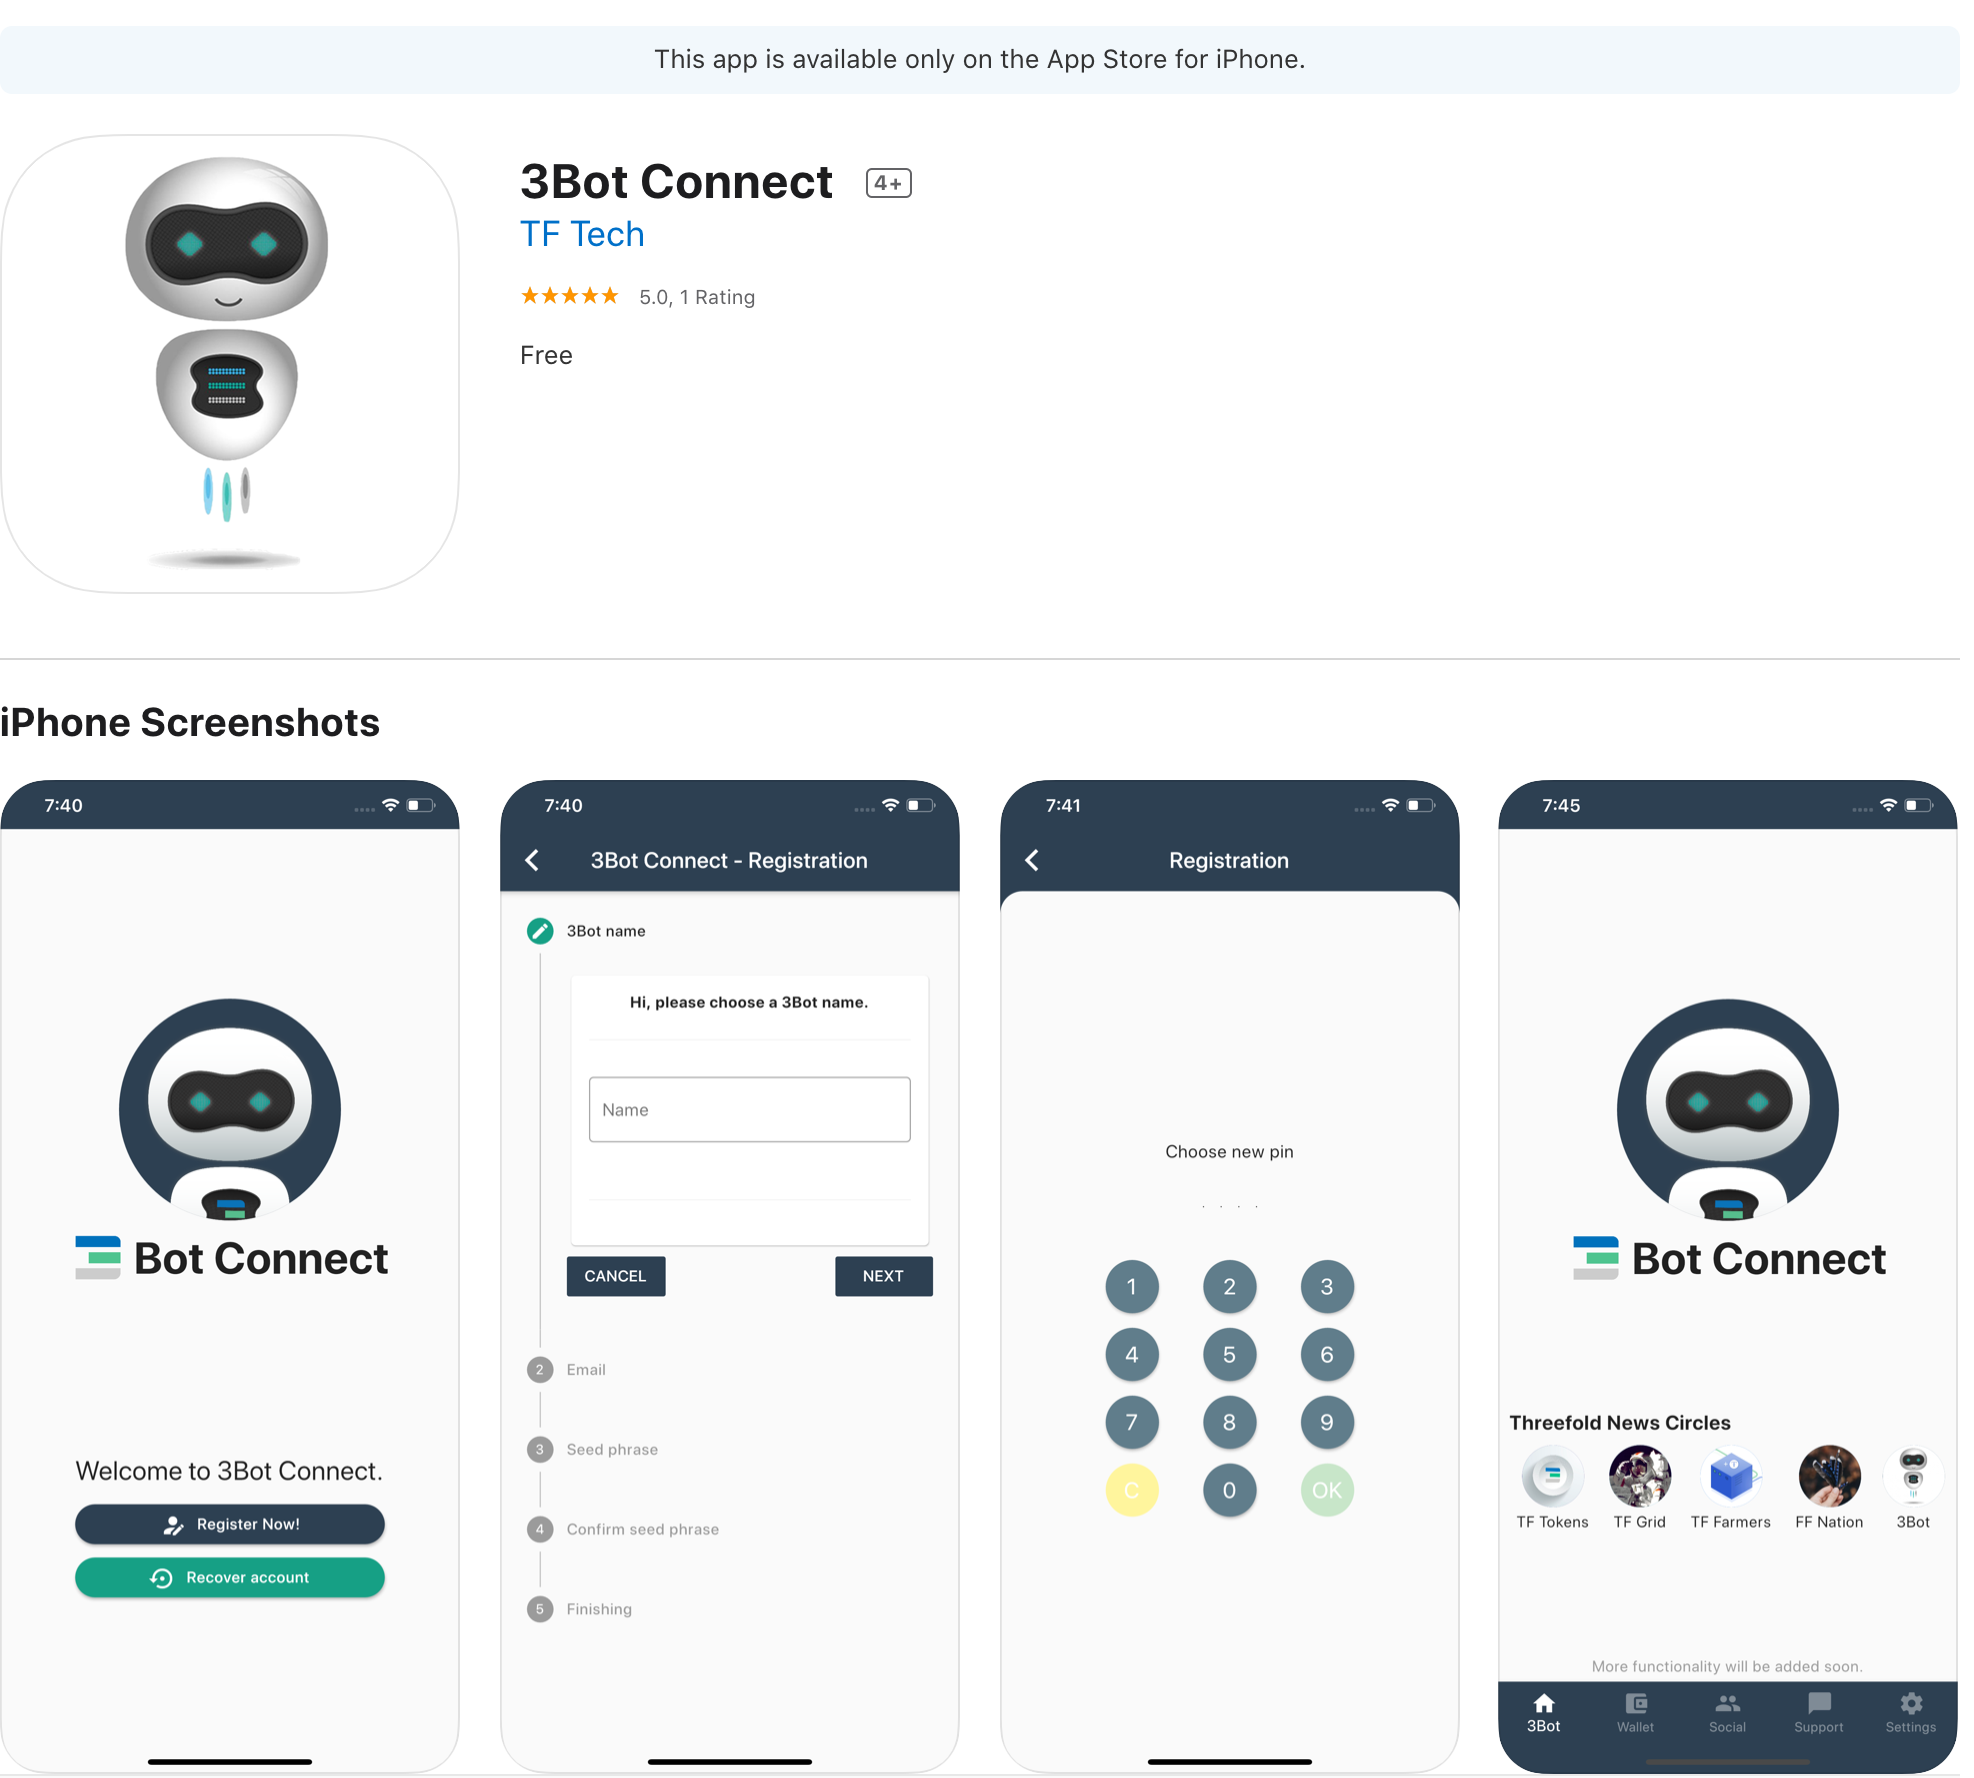 This app is available only on the App Store for iPhone.
3Bot Connect 4+
TF Tech
★★★★★ 5.0, 1 Rating
Free
iPhone Screenshots
7:40
Bot Connect
Welcome to 3Bot Connect.
Register Now!
Recover account
7:40
3Bot Connect - Registration
3Bot name
Hi, please choose a 3Bot name.
Name
CANCEL NEXT
2 Email
3 Seed phrase
4 Confirm seed phrase
5 Finishing
7:41
Registration
Choose new pin
1 2 3
4 5 6
7 8 9
C 0 OK
7:45
Bot Connect
Threefold News Circles
TF Tokens TF Grid TF Farmers FF Nation 3Bot
More functionality will be added soon.
3Bot Wallet Social Support Settings